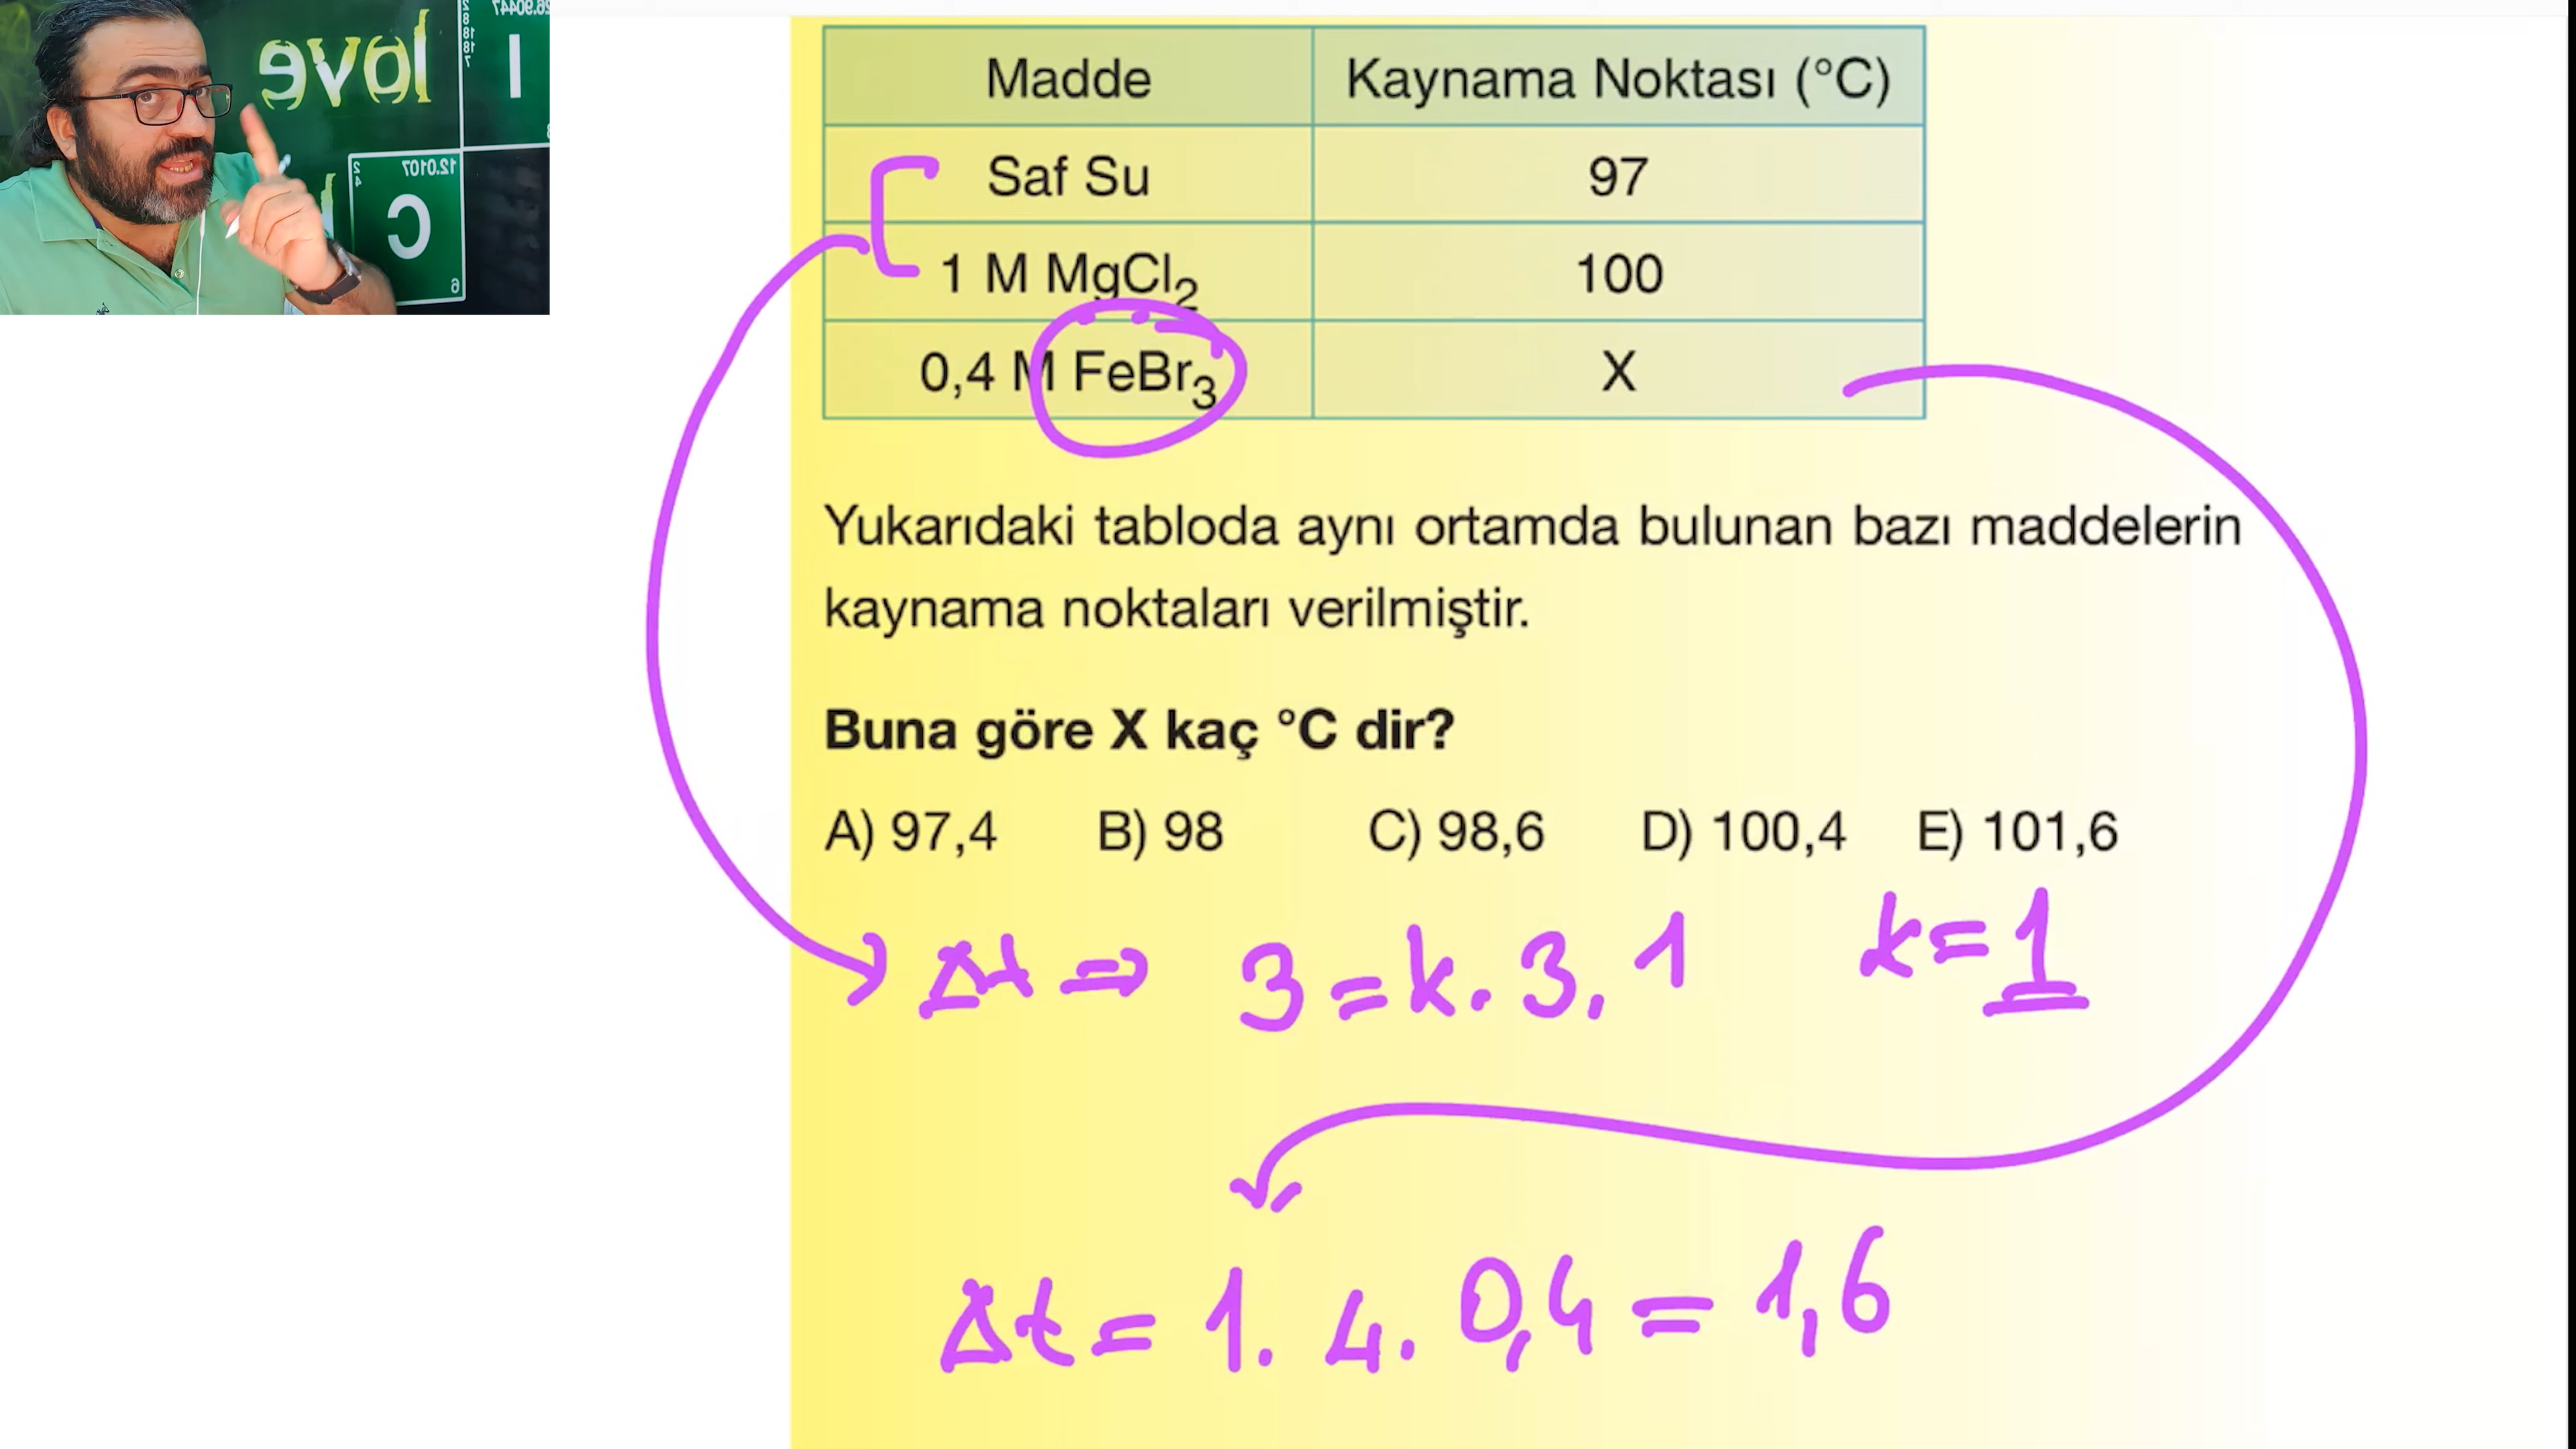 love
I
12.0107
C
6
Madde Kaynama Noktası (°C)
Saf Su 97
1 M MgCl₂ 100
0,4 M FeBr₃ X
Yukarıdaki tabloda aynı ortamda bulunan bazı maddelerin
kaynama noktaları verilmiştir.
Buna göre X kaç °C dir?
A) 97,4 B) 98 C) 98,6 D) 100,4 E) 101,6
Δt ⇒ 3 = k. 3. 1 k = 1
Δt = 1. 4. 0,4 = 1,6